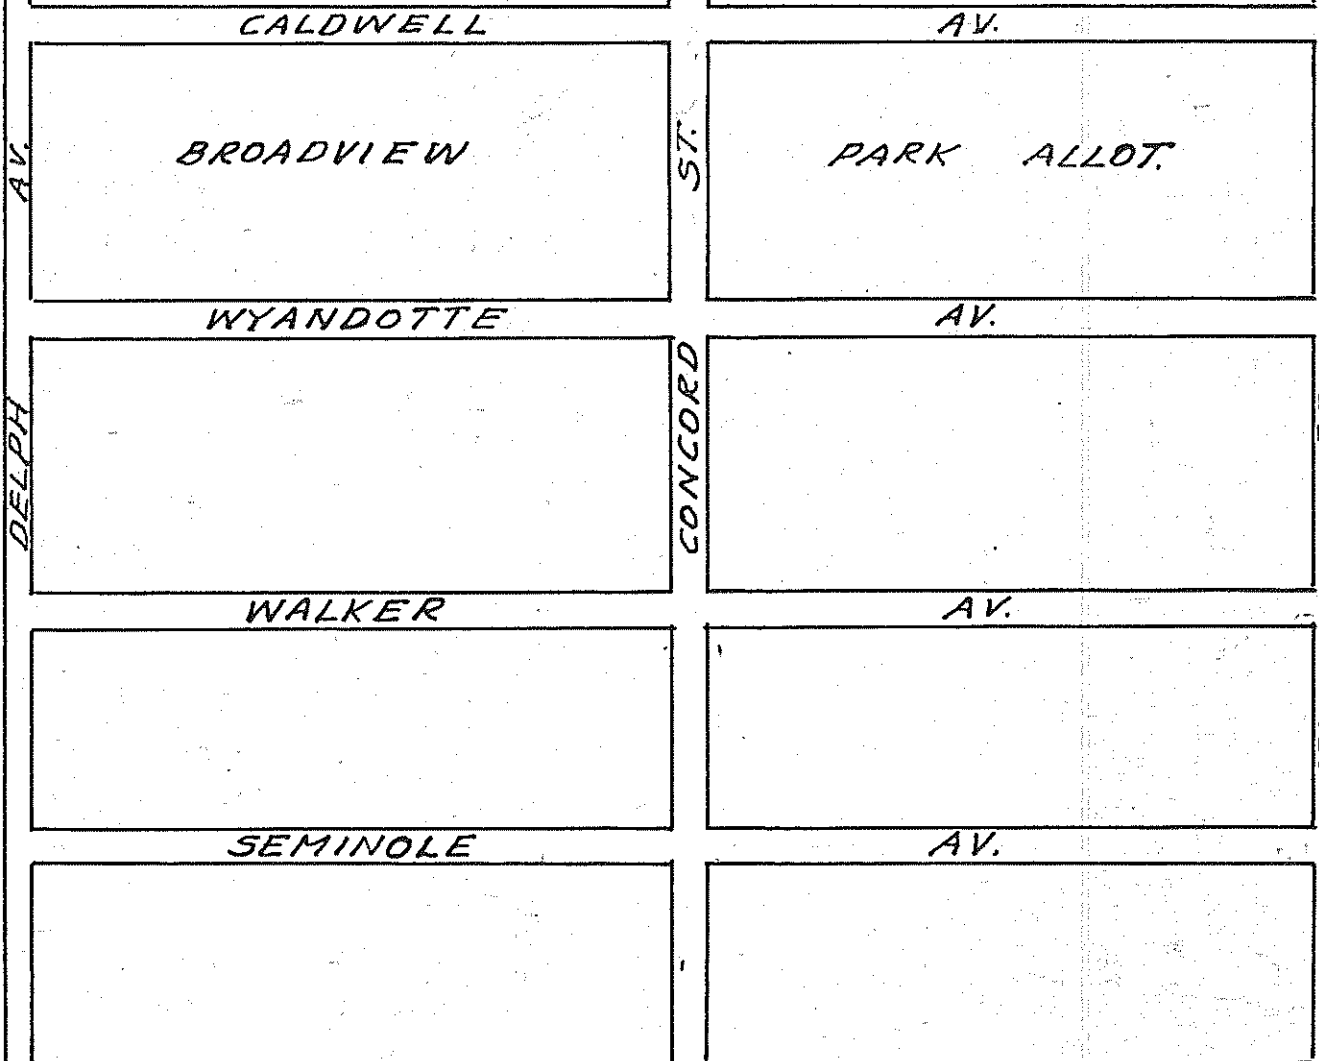 CALDWELL AV.
BROADVIEW PARK ALLOT.
WYANDOTTE AV.
WALKER AV.
SEMINOLE AV.
DELPH AV.
CONCORD ST.